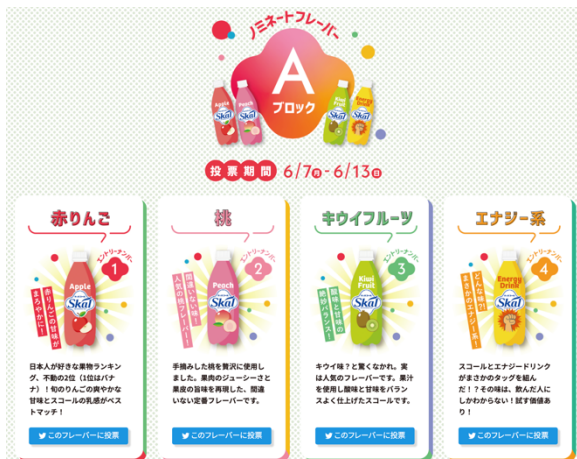 ノミネートフレーバー
A
ブロック
Apple
Skal
Peach
Skal
Kiwi
Fruit
Skal
Energy
Drink
Skal
投票期間 6/7月-6/13日
赤りんご
エントリーナンバー
1
赤りんごの甘味が
まろやかに！
Apple
Skal
日本人が好きな果物ランキン
グ、不動の2位（1位はバナ
ナ）！旬のりんごの爽やかな
甘味とスコールの乳感がベス
トマッチ！
このフレーバーに投票
桃
エントリーナンバー
2
間違いない味！
人気の桃フレーバー！
Peach
Skal
手摘みした桃を贅沢に使用し
ました。果肉のジューシーさと
果皮の旨味を再現した、間違
いない定番フレーバーです。
このフレーバーに投票
キウイフルーツ
エントリーナンバー
3
酸味と甘味の
絶妙バランス！
Kiwi
Fruit
Skal
キウイ味？と驚くなかれ。実
は人気のフレーバーです。果汁
を使用し酸味と甘味をバラン
スよく仕上げたスコールです。
このフレーバーに投票
エナジー系
エントリーナンバー
4
どんな味？
まさかのエナジー系！
Energy
Drink
Skal
スコールとエナジードリンク
がまさかのタッグを組ん
だ！？その味は、飲んだ人に
しかわからない！試す価値あ
り！
このフレーバーに投票